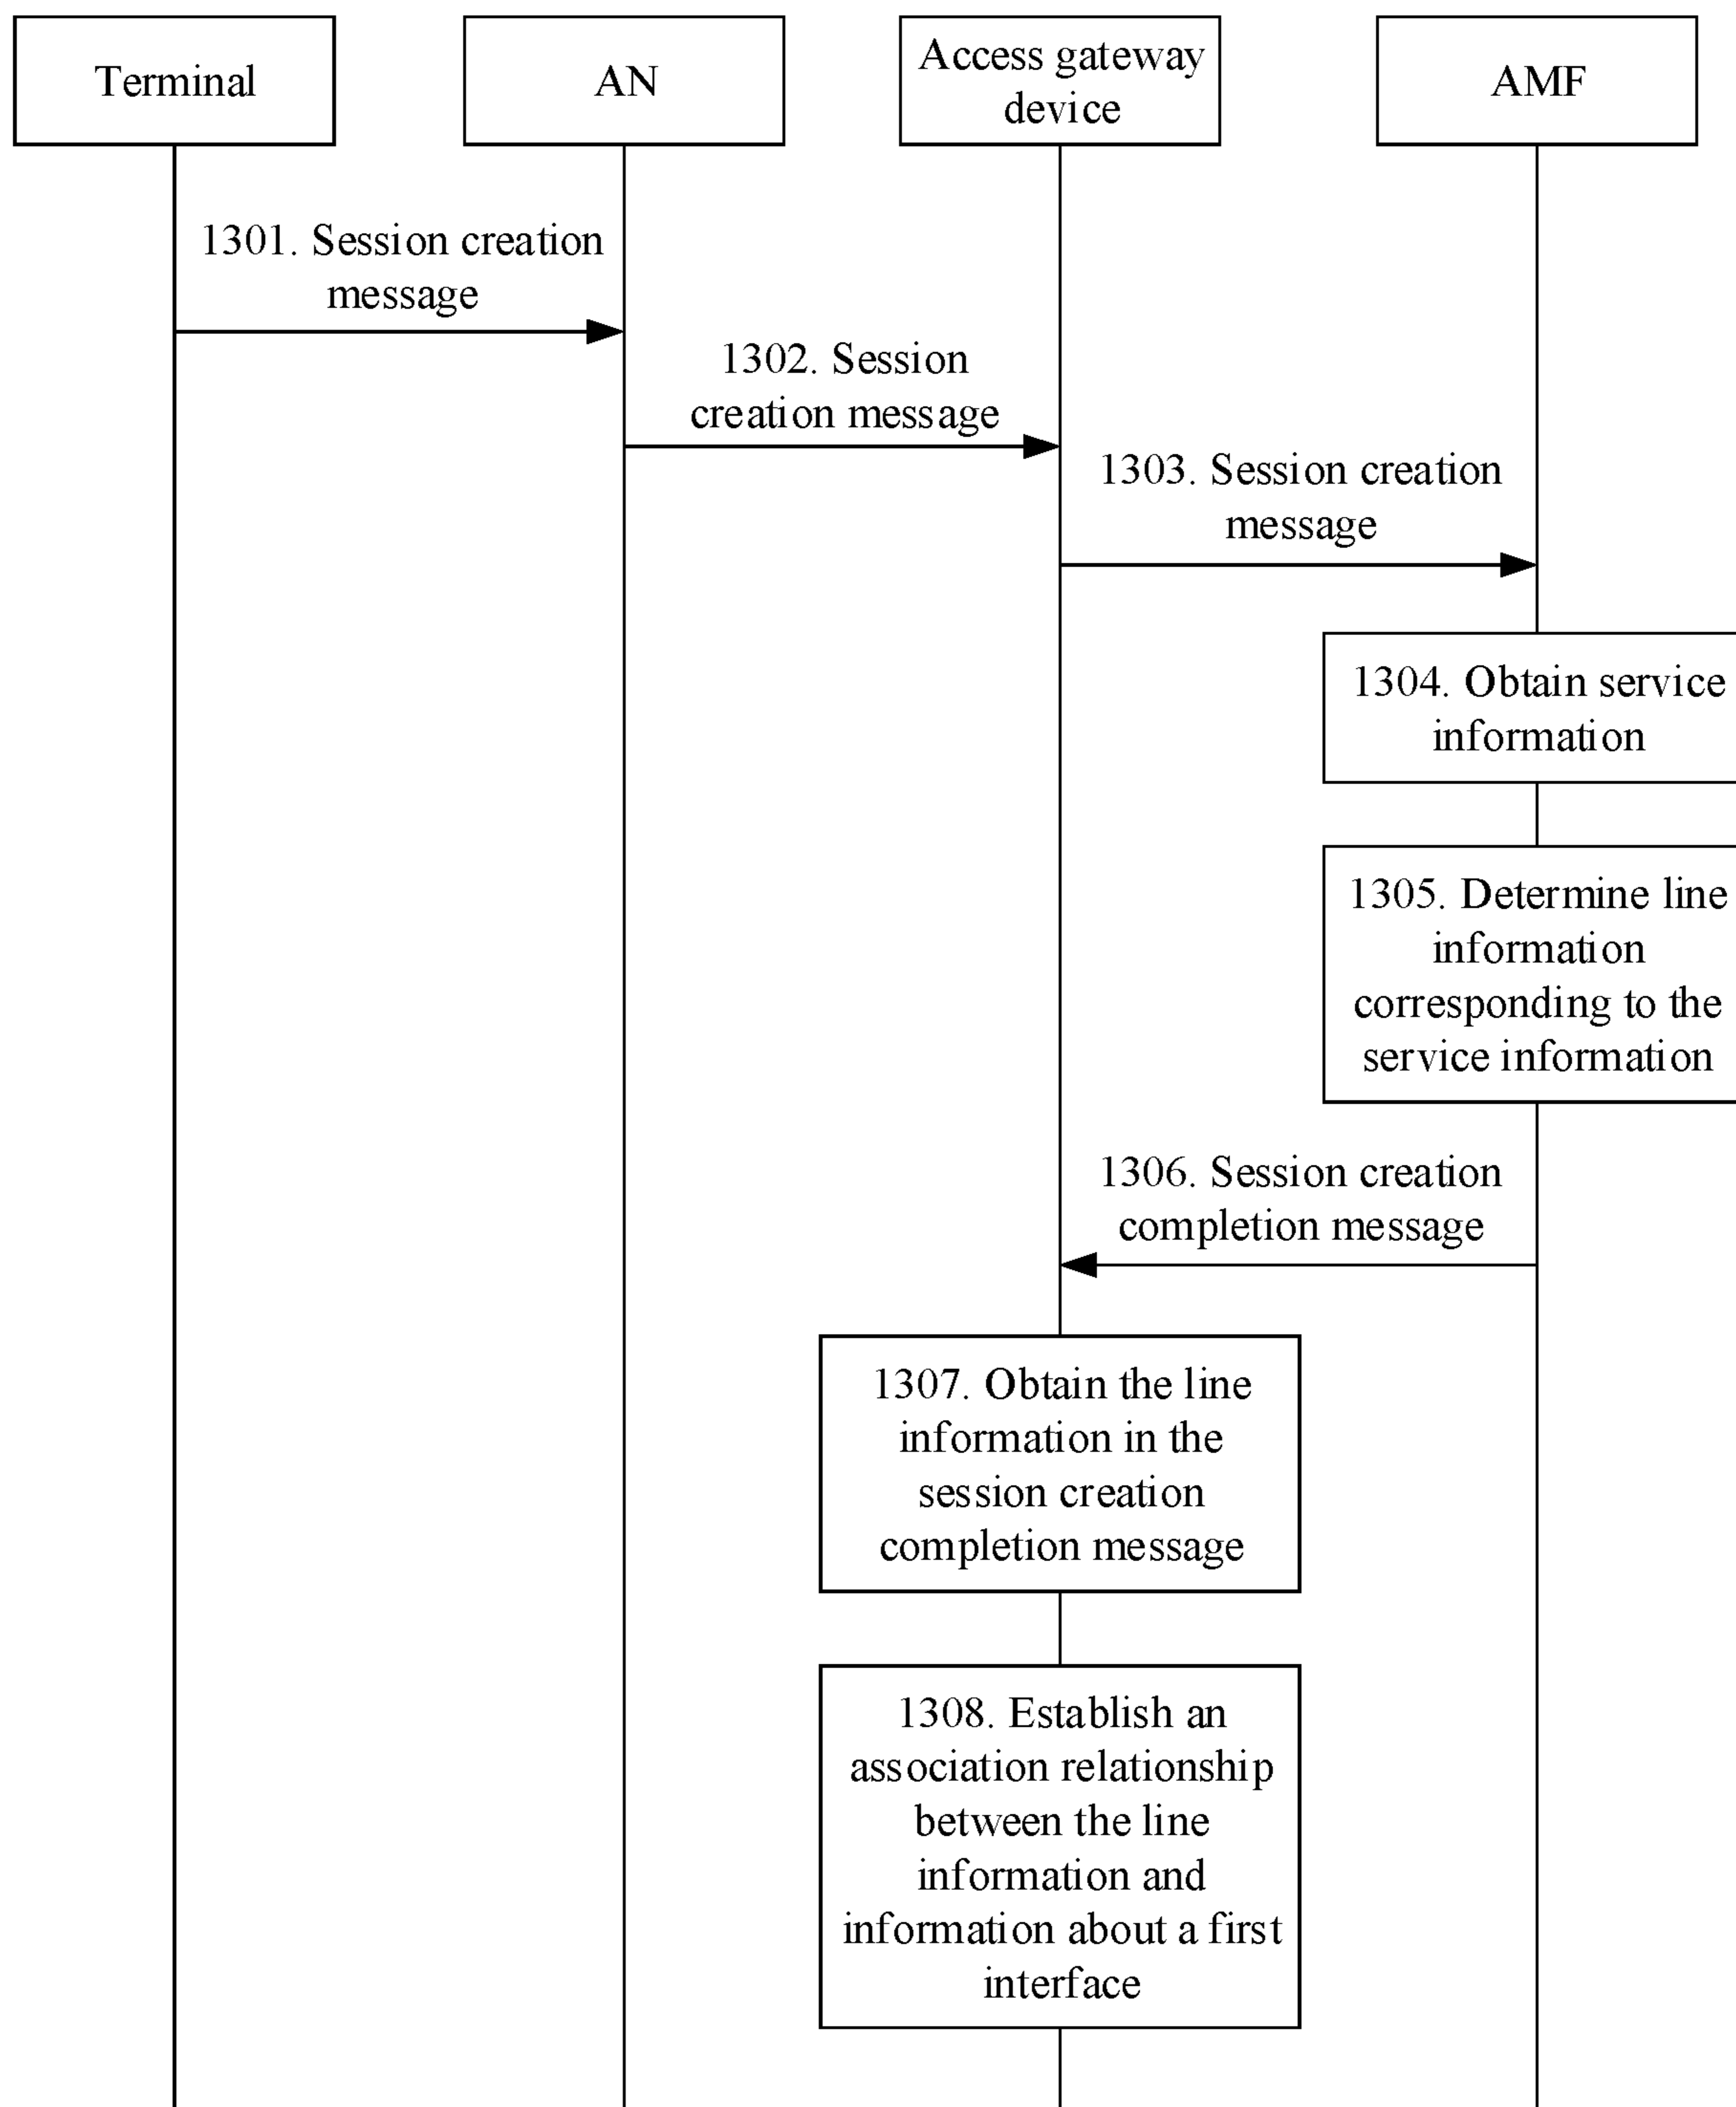 Terminal
AN
Access gateway
device
AMF
1301. Session creation
message
1302. Session
creation message
1303. Session creation
message
1304. Obtain service
information
1305. Determine line
information
corresponding to the
service information
1306. Session creation
completion message
1307. Obtain the line
information in the
session creation
completion message
1308. Establish an
association relationship
between the line
information and
information about a first
interface